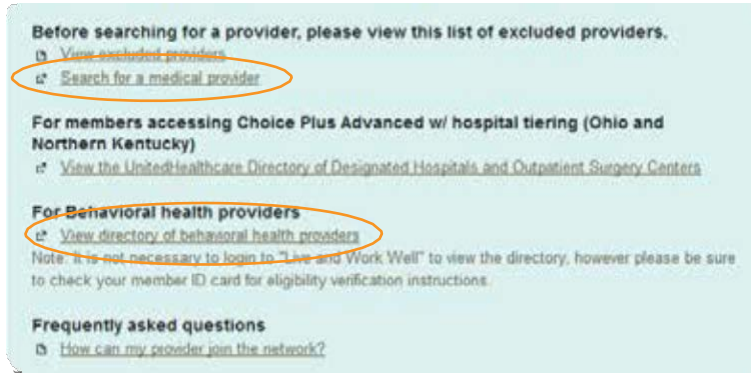 Before searching for a provider, please view this list of excluded providers.
View excluded providers
Search for a medical provider
For members accessing Choice Plus Advanced w/ hospital tiering (Ohio and
Northern Kentucky)
View the UnitedHealthcare Directory of Designated Hospitals and Outpatient Surgery Centers
For Behavioral health providers
View directory of behavioral health providers
Note: It is not necessary to login to "Live and Work Well" to view the directory, however please be sure
to check your member ID card for eligibility verification instructions.
Frequently asked questions
How can my provider join the network?